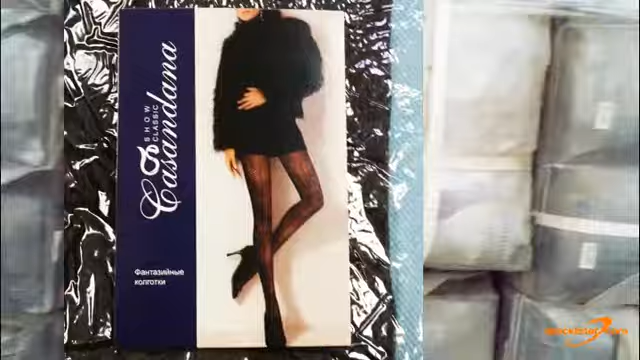 Casandana
SHOW
CLASSIC
Фантазийные
колготки